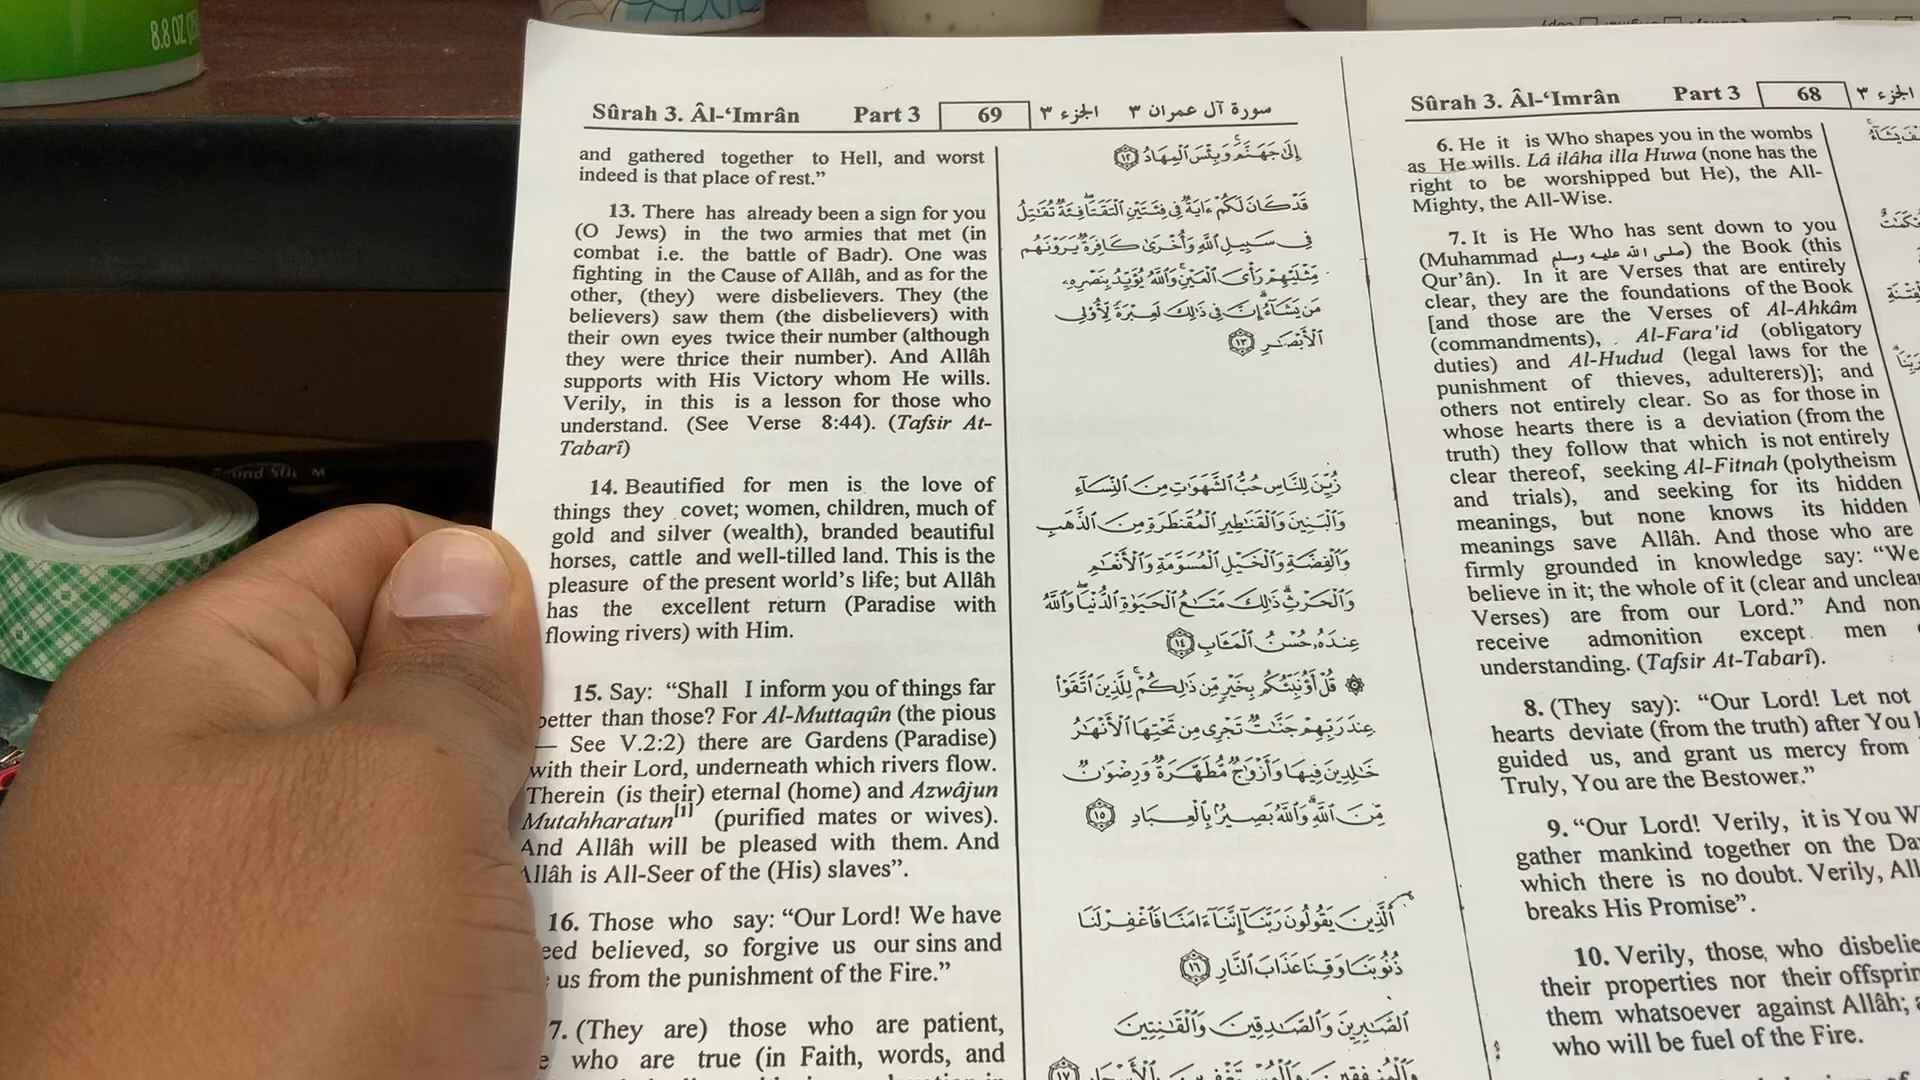 8.8 OZ
Sûrah 3. Âl-‘Imrân Part 3 69 الجزء ٣ سورة آل عمران ٣
and gathered together to Hell, and worst
indeed is that place of rest.”
13. There has already been a sign for you
(O Jews) in the two armies that met (in
combat i.e. the battle of Badr). One was
fighting in the Cause of Allâh, and as for the
other, (they) were disbelievers. They (the
believers) saw them (the disbelievers) with
their own eyes twice their number (although
they were thrice their number). And Allâh
supports with His Victory whom He wills.
Verily, in this is a lesson for those who
understand. (See Verse 8:44). (Tafsir At-
Tabarî)
14. Beautified for men is the love of
things they covet; women, children, much of
gold and silver (wealth), branded beautiful
horses, cattle and well-tilled land. This is the
pleasure of the present world’s life; but Allâh
has the excellent return (Paradise with
flowing rivers) with Him.
15. Say: “Shall I inform you of things far
better than those? For Al-Muttaqûn (the pious
— See V.2:2) there are Gardens (Paradise)
with their Lord, underneath which rivers flow.
Therein (is their) eternal (home) and Azwâjun
Mutahharatun[1] (purified mates or wives).
And Allâh will be pleased with them. And
Allâh is All-Seer of the (His) slaves”.
16. Those who say: “Our Lord! We have
eed believed, so forgive us our sins and
us from the punishment of the Fire.”
7. (They are) those who are patient,
e who are true (in Faith, words, and
إِلَىٰ جَهَنَّمَ وَبِئْسَ ٱلْمِهَادُ ١٢
قَدْ كَانَ لَكُمْ ءَايَةٌ فِى فِئَتَيْنِ ٱلْتَقَتَا فِئَةٌ تُقَٰتِلُ
فِى سَبِيلِ ٱللَّهِ وَأُخْرَىٰ كَافِرَةٌ يَرَوْنَهُم
مِّثْلَيْهِمْ رَأْىَ ٱلْعَيْنِ وَٱللَّهُ يُؤَيِّدُ بِنَصْرِهِۦ
مَن يَشَآءُ إِنَّ فِى ذَٰلِكَ لَعِبْرَةً لِّأُو۟لِى
ٱلْأَبْصَٰرِ ١٣
زُيِّنَ لِلنَّاسِ حُبُّ ٱلشَّهَوَٰتِ مِنَ ٱلنِّسَآءِ
وَٱلْبَنِينَ وَٱلْقَنَٰطِيرِ ٱلْمُقَنطَرَةِ مِنَ ٱلذَّهَبِ
وَٱلْفِضَّةِ وَٱلْخَيْلِ ٱلْمُسَوَّمَةِ وَٱلْأَنْعَٰمِ
وَٱلْحَرْثِ ذَٰلِكَ مَتَٰعُ ٱلْحَيَوٰةِ ٱلدُّنْيَا وَٱللَّهُ
عِندَهُۥ حُسْنُ ٱلْمَـَٔابِ ١٤
۞ قُلْ أَؤُنَبِّئُكُم بِخَيْرٍ مِّن ذَٰلِكُمْ لِلَّذِينَ ٱتَّقَوْا۟
عِندَ رَبِّهِمْ جَنَّٰتٌ تَجْرِى مِن تَحْتِهَا ٱلْأَنْهَٰرُ
خَٰلِدِينَ فِيهَا وَأَزْوَٰجٌ مُّطَهَّرَةٌ وَرِضْوَٰنٌ
مِّنَ ٱللَّهِ وَٱللَّهُ بَصِيرٌۢ بِٱلْعِبَادِ ١٥
ٱلَّذِينَ يَقُولُونَ رَبَّنَآ إِنَّنَآ ءَامَنَّا فَٱغْفِرْ لَنَا
ذُنُوبَنَا وَقِنَا عَذَابَ ٱلنَّارِ ١٦
ٱلصَّٰبِرِينَ وَٱلصَّٰدِقِينَ وَٱلْقَٰنِتِينَ
وَٱلْمُنفِقِينَ وَٱلْمُسْتَغْفِرِينَ بِٱلْأَسْحَارِ ١٧
Sûrah 3. Âl-‘Imrân Part 3 68 الجزء ٣
6. He it is Who shapes you in the wombs
as He wills. Lâ ilâha illa Huwa (none has the
right to be worshipped but He), the All-
Mighty, the All-Wise.
7. It is He Who has sent down to you
(Muhammad صلى الله عليه وسلم) the Book (this
Qur’ân). In it are Verses that are entirely
clear, they are the foundations of the Book
[and those are the Verses of Al-Ahkâm
(commandments), Al-Fara’id (obligatory
duties) and Al-Hudud (legal laws for the
punishment of thieves, adulterers)]; and
others not entirely clear. So as for those in
whose hearts there is a deviation (from the
truth) they follow that which is not entirely
clear thereof, seeking Al-Fitnah (polytheism
and trials), and seeking for its hidden
meanings, but none knows its hidden
meanings save Allâh. And those who are
firmly grounded in knowledge say: “We
believe in it; the whole of it (clear and unclear
Verses) are from our Lord.” And non
receive admonition except men
understanding. (Tafsir At-Tabarî).
8. (They say): “Our Lord! Let not
hearts deviate (from the truth) after You
guided us, and grant us mercy from
Truly, You are the Bestower.”
9. “Our Lord! Verily, it is You W
gather mankind together on the Da
which there is no doubt. Verily, All
breaks His Promise”.
10. Verily, those who disbelie
their properties nor their offsprin
them whatsoever against Allâh; a
who will be fuel of the Fire.